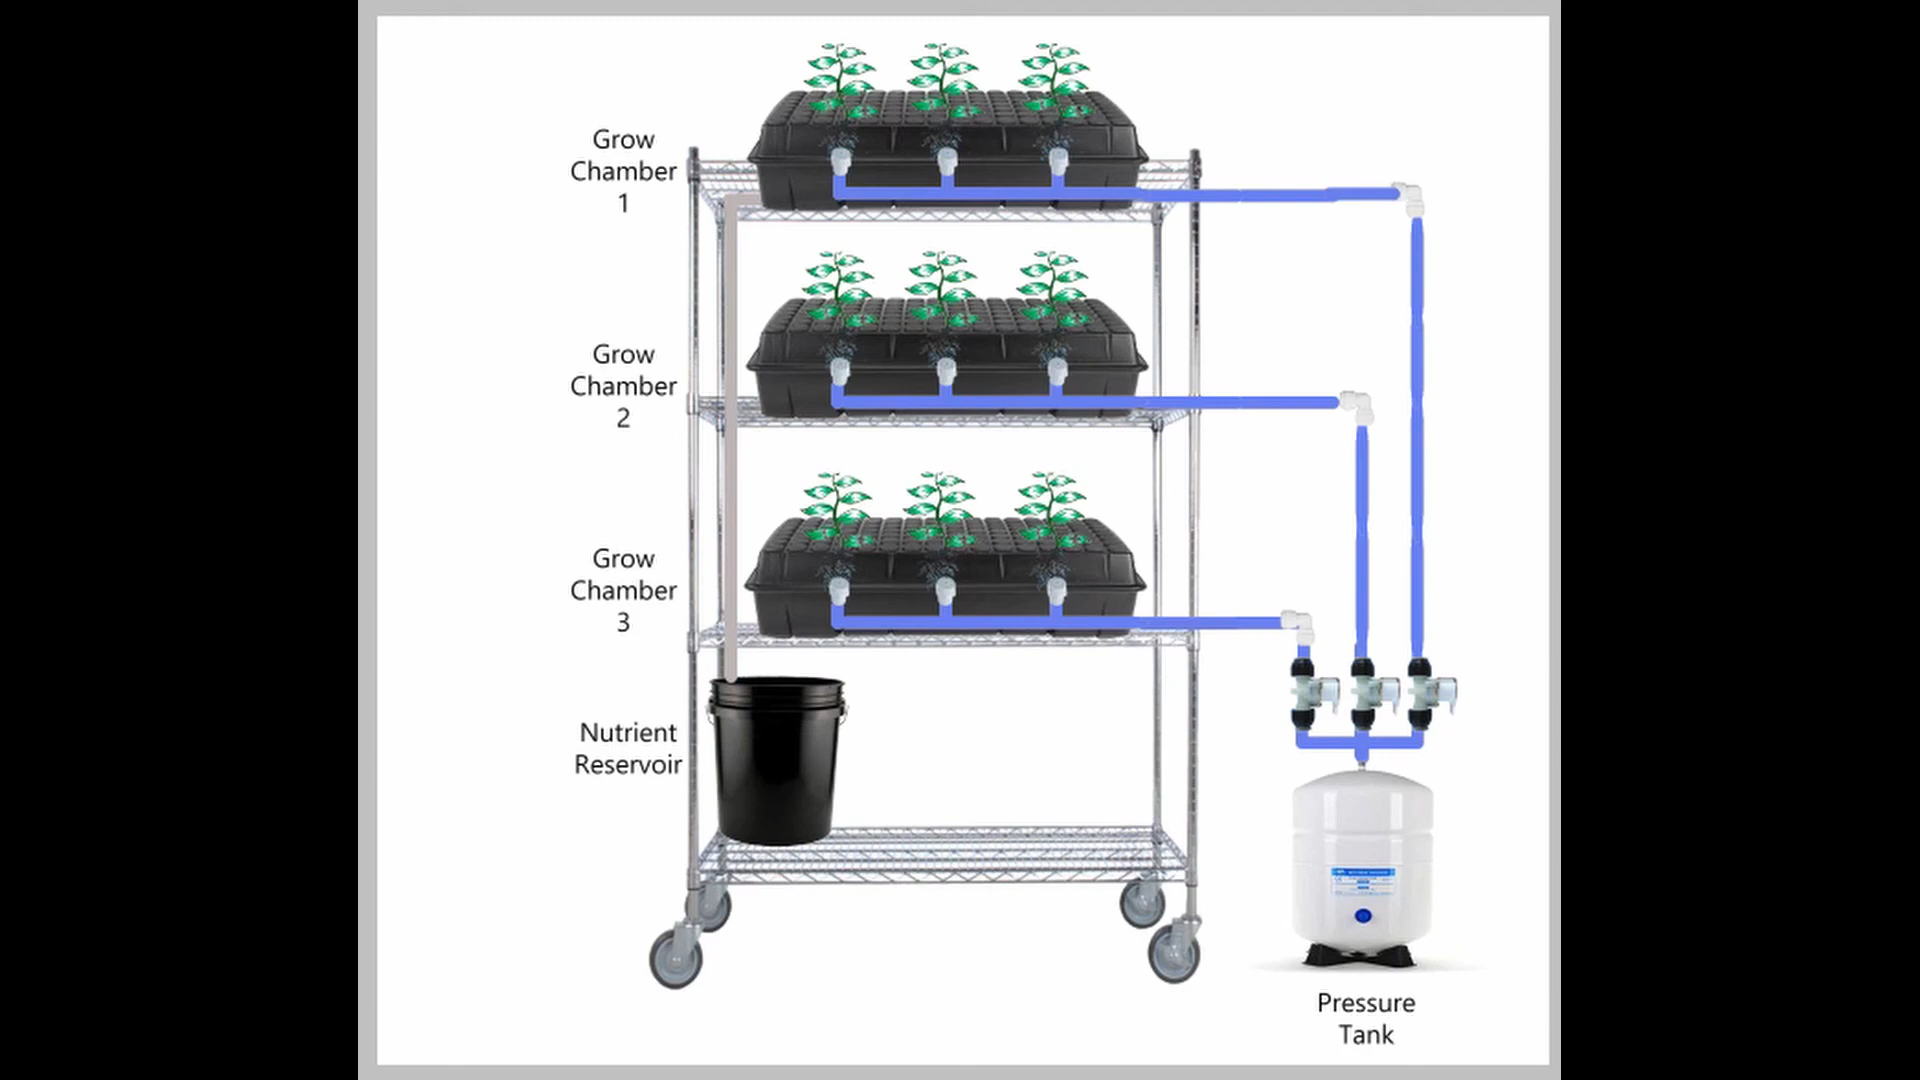 Grow
Chamber
1
Grow
Chamber
2
Grow
Chamber
3
Nutrient
Reservoir
Pressure
Tank